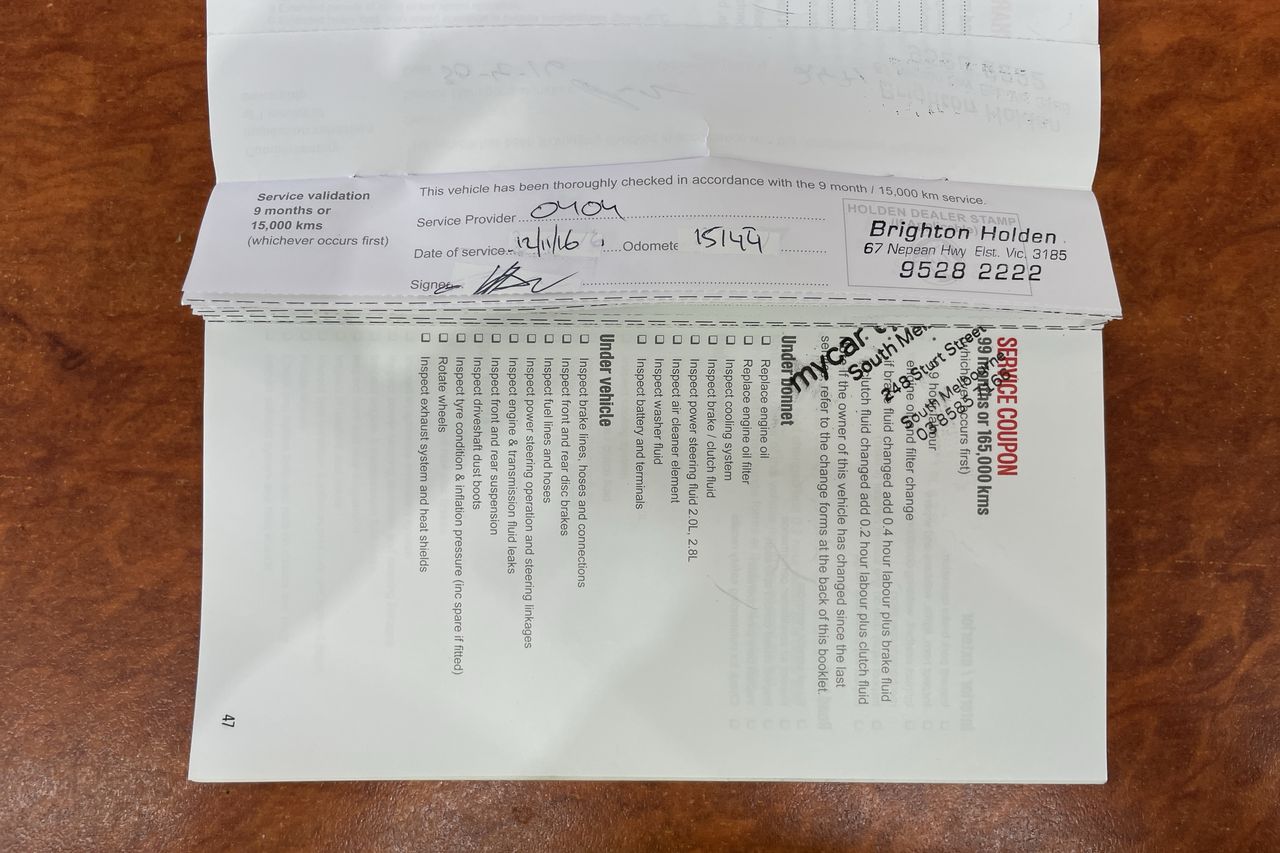 Service validation
9 months or
15,000 kms
(whichever occurs first)
This vehicle has been thoroughly checked in accordance with the 9 month / 15,000 km service.
Service Provider 0404
Date of service 12/11/16 Odomete 15144
Signe
HOLDEN DEALER STAMP
Brighton Holden
67 Nepean Hwy Elst. Vic. 3185
9528 2222
SERVICE COUPON
99 months or 165,000 kms
occurs first)
hour labour
engine oil and filter change
if brake fluid changed add 0.4 hour labour plus brake fluid
clutch fluid changed add 0.2 hour labour plus clutch fluid
If the owner of this vehicle has changed since the last
refer to the change forms at the back of this booklet.
mycar
South Mel
248 Sturt Street
South Melbourne
Under bonnet
❏ Replace engine oil
❏ Replace engine oil filter
❏ Inspect cooling system
❏ Inspect brake / clutch fluid
❏ Inspect power steering fluid 2.0L, 2.8L
❏ Inspect air cleaner element
❏ Inspect washer fluid
❏ Inspect battery and terminals
Under vehicle
❏ Inspect brake lines, hoses and connections
❏ Inspect front and rear disc brakes
❏ Inspect fuel lines and hoses
❏ Inspect power steering operation and steering linkages
❏ Inspect engine & transmission fluid leaks
❏ Inspect front and rear suspension
❏ Inspect driveshaft dust boots
❏ Inspect tyre condition & inflation pressure (inc spare if fitted)
❏ Rotate wheels
❏ Inspect exhaust system and heat shields
47